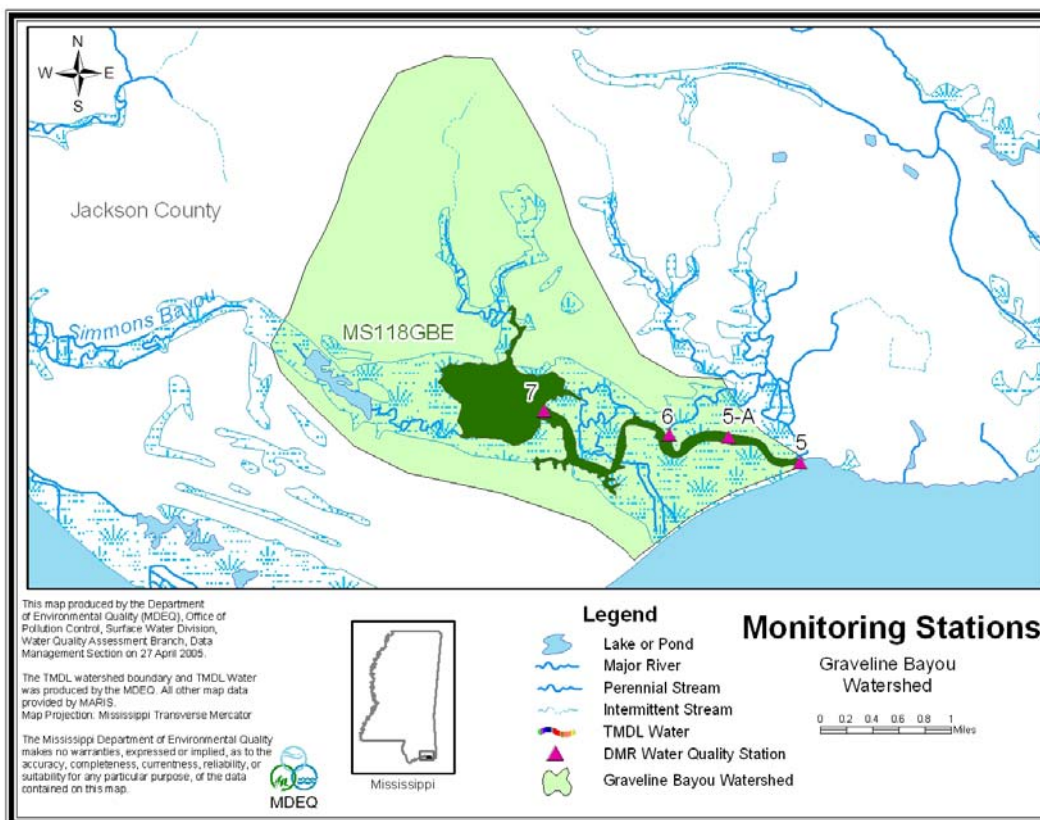 N
W E
S
Jackson County
Simmons Bayou
MS118GBE
7
6
5-A
5
This map produced by the Department
of Environmental Quality (MDEQ), Office of
Pollution Control, Surface Water Division,
Water Quality Assessment Branch, Data
Management Section on 27 April 2005.
The TMDL watershed boundary and TMDL Water
was produced by the MDEQ. All other map data
provided by MARIS.
Map Projection: Mississippi Transverse Mercator
The Mississippi Department of Environmental Quality
makes no warranties, expressed or implied, as to the
accuracy, completeness, currentness, reliability, or
suitability for any particular purpose, of the data
contained on this map.
MDEQ
Mississippi
Legend
Lake or Pond
Major River
Perennial Stream
Intermittent Stream
TMDL Water
DMR Water Quality Station
Graveline Bayou Watershed
Monitoring Stations
Graveline Bayou
Watershed
0 0.2 0.4 0.6 0.8 1
Miles